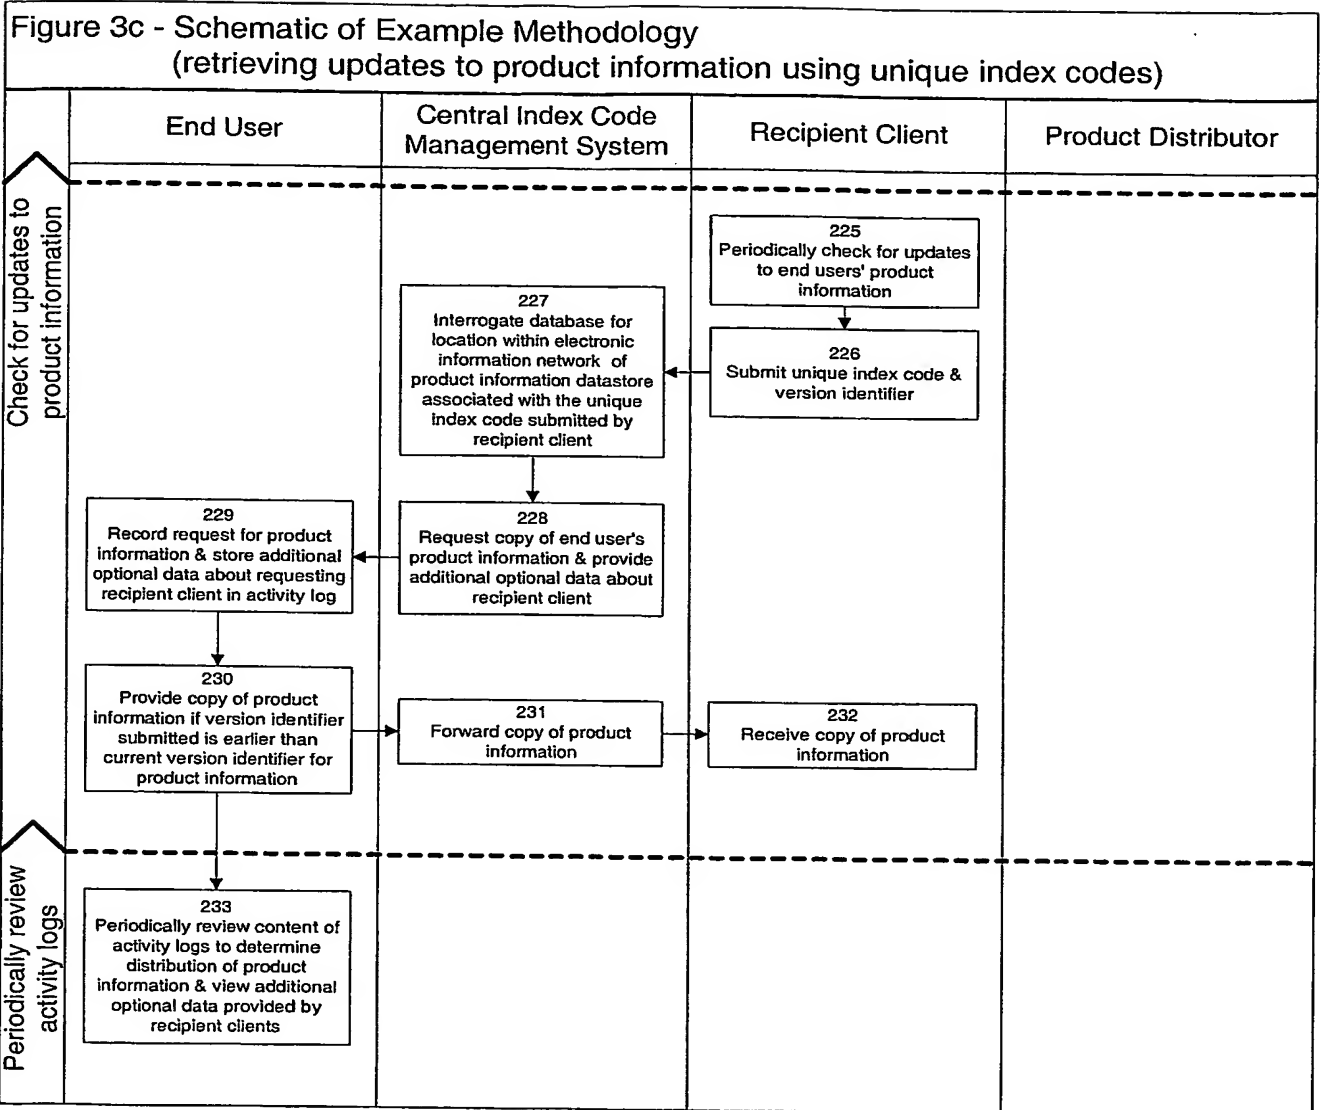 Figure 3c - Schematic of Example Methodology
(retrieving updates to product information using unique index codes)
End User
Central Index Code
Management System
Recipient Client
Product Distributor
Check for updates to
product information
225
Periodically check for updates
to end users' product
information
226
Submit unique index code &
version identifier
227
Interrogate database for
location within electronic
information network of
product information datastore
associated with the unique
index code submitted by
recipient client
228
Request copy of end user's
product information & provide
additional optional data about
recipient client
229
Record request for product
information & store additional
optional data about requesting
recipient client in activity log
230
Provide copy of product
information if version identifier
submitted is earlier than
current version identifier for
product information
231
Forward copy of product
information
232
Receive copy of product
information
Periodically review
activity logs
233
Periodically review content of
activity logs to determine
distribution of product
information & view additional
optional data provided by
recipient clients